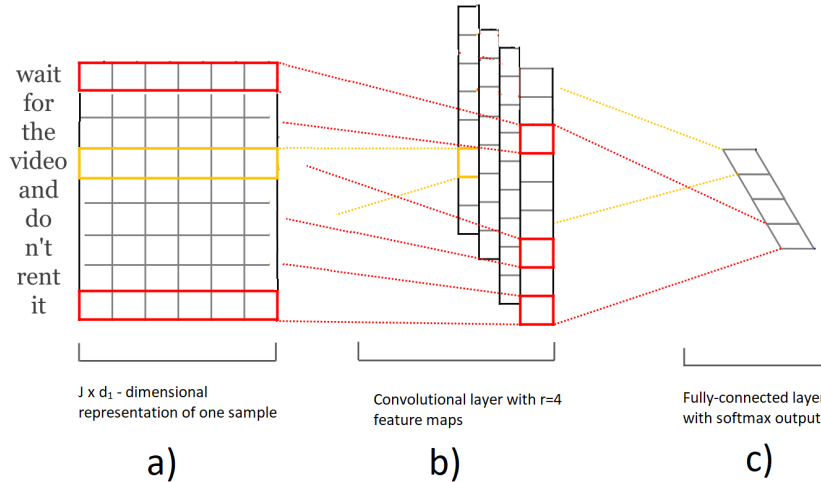 wait
for
the
video
and
do
n't
rent
it
J x d₁ - dimensional
representation of one sample
Convolutional layer with r=4
feature maps
Fully-connected layer
with softmax output
a)
b)
c)